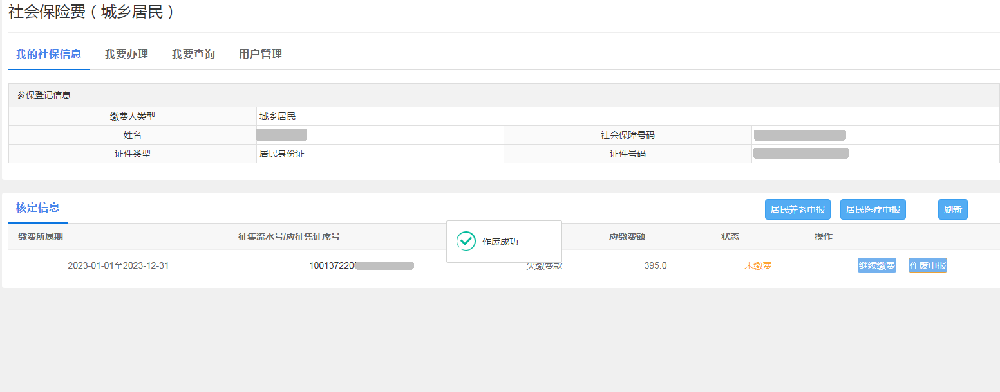 社会保险费（城乡居民）
我的社保信息 我要办理 我要查询 用户管理
参保登记信息
缴费人类型 城乡居民
姓名 社会保障号码
证件类型 居民身份证 证件号码
核定信息 居民养老申报 居民医疗申报 刷新
缴费所属期 征集流水号/应征凭证序号 应缴费额 状态 操作
作废成功
2023-01-01至2023-12-31 100137220 欠缴费款 395.0 未缴费 继续缴费 作废申报